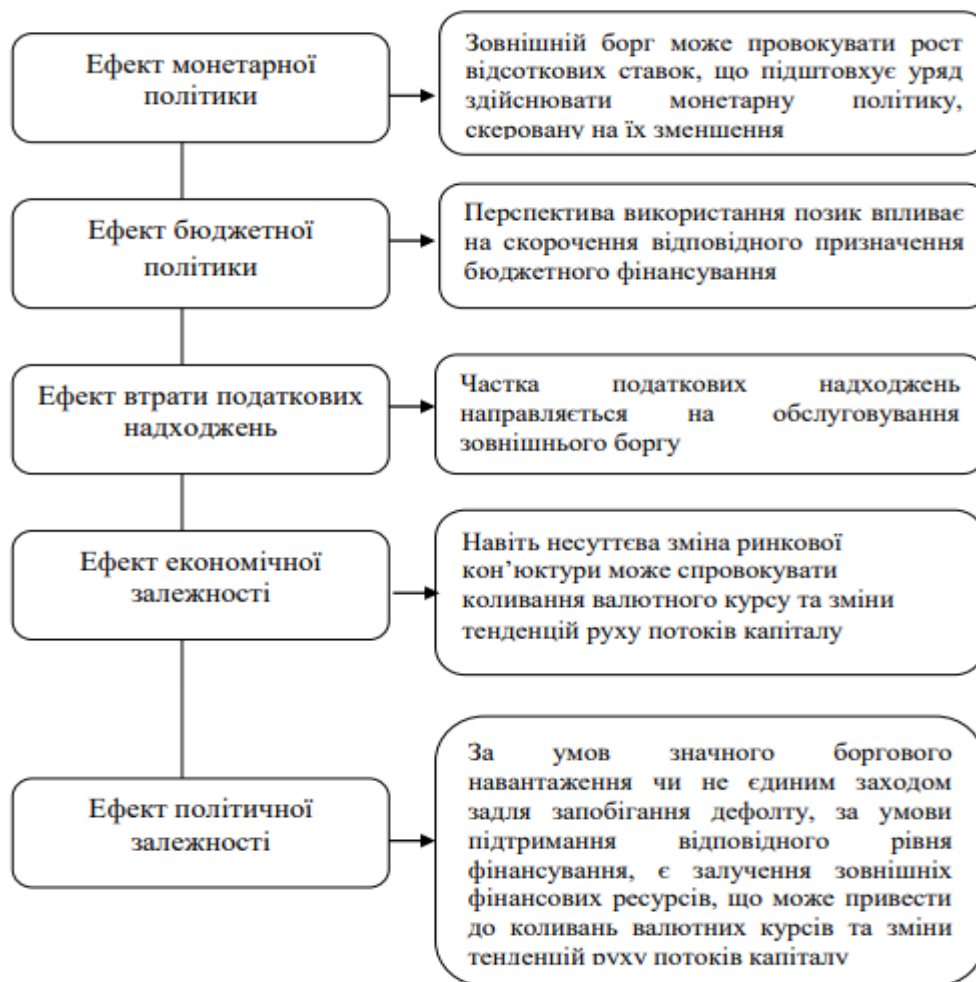 Ефект монетарної
політики
Зовнішній борг може провокувати рост
відсоткових ставок, що підштовхує уряд
здійснювати монетарну політику,
скеровану на їх зменшення
Ефект бюджетної
політики
Перспектива використання позик впливає
на скорочення відповідного призначення
бюджетного фінансування
Ефект втрати податкових
надходжень
Частка податкових надходжень
направляється на обслуговування
зовнішнього боргу
Ефект економічної
залежності
Навіть несуттєва зміна ринкової
кон’юктури може спровокувати
коливання валютного курсу та зміни
тенденцій руху потоків капіталу
Ефект політичної
залежності
За умов значного боргового
навантаження чи не єдиним заходом
задля запобігання дефолту, за умови
підтримання відповідного рівня
фінансування, є залучення зовнішніх
фінансових ресурсів, що може привести
до коливань валютних курсів та зміни
тенденцій руху потоків капіталу